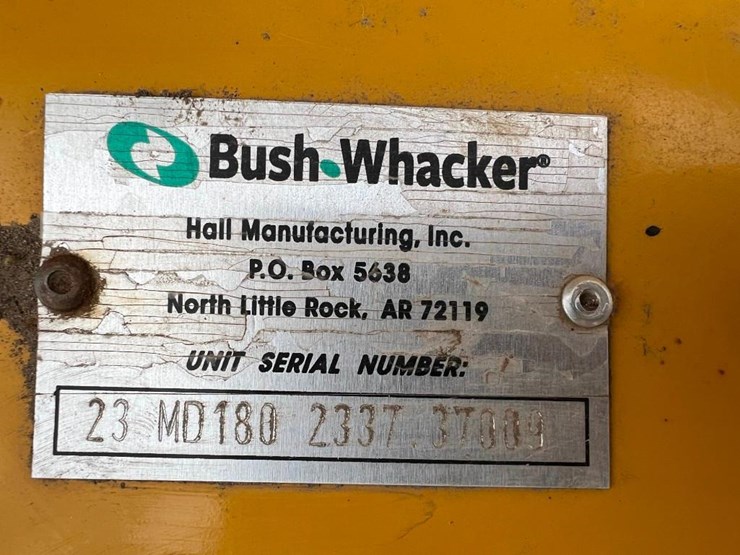 Bush-Whacker®
Hall Manufacturing, Inc.
P.O. Box 5638
North Little Rock, AR 72119
UNIT SERIAL NUMBER:
23 MD180 2337